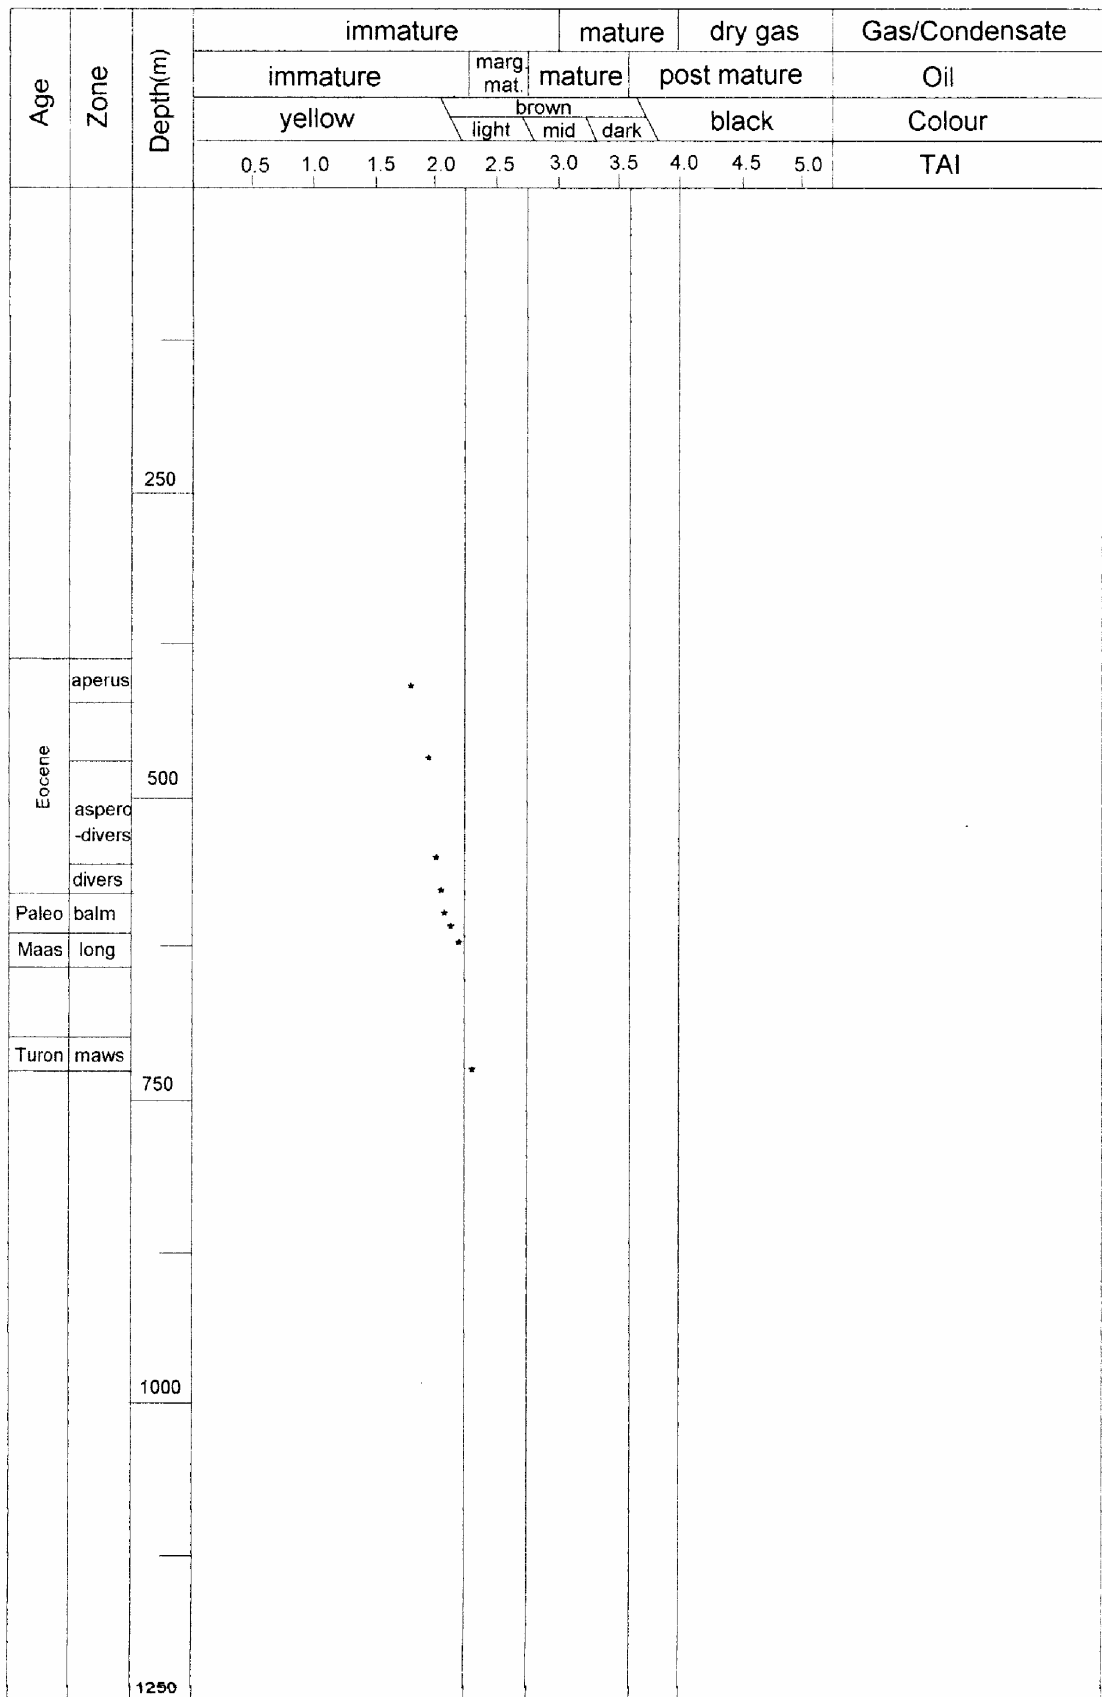 immature mature dry gas Gas/Condensate
immature marg. mat. mature post mature Oil
yellow brown black Colour
light mid dark
0.5 1.0 1.5 2.0 2.5 3.0 3.5 4.0 4.5 5.0 TAI
Age Zone Depth(m)
250
aperus
Eocene
500
aspero
-divers
divers
Paleo balm
Maas long
Turon maws
750
1000
1250